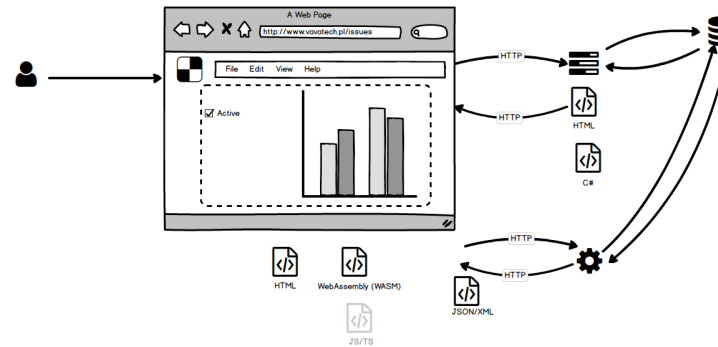 A Web Page
http://www.vavatech.pl/issues
File Edit View Help
Active
HTTP
HTTP
HTML
C#
HTTP
HTTP
HTML
WebAssembly (WASM)
JSON/XML
JS/TS